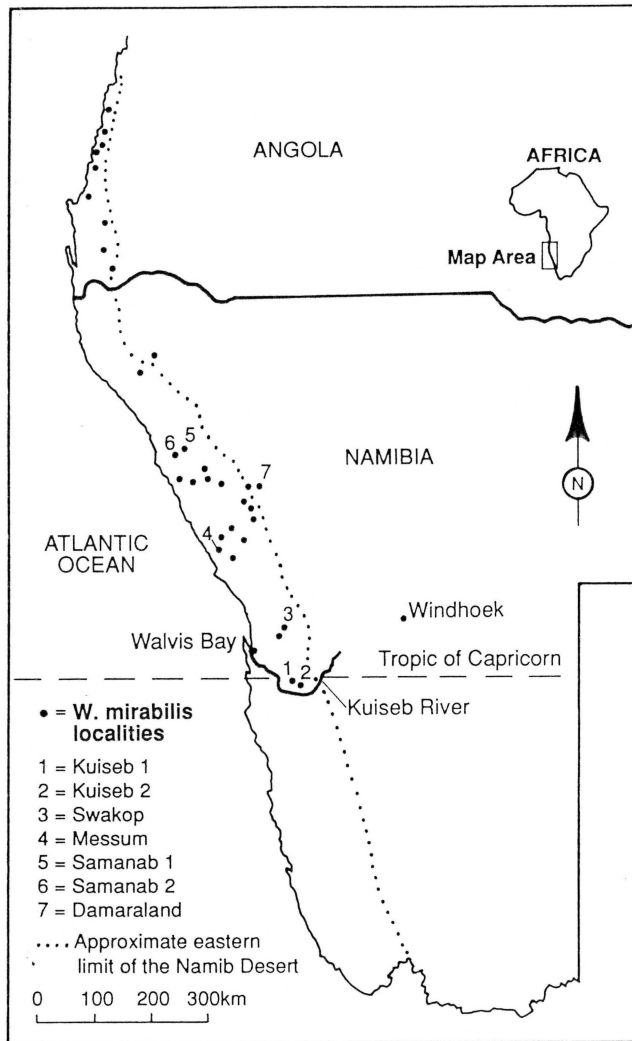 ANGOLA
AFRICA
Map Area
6
5
NAMIBIA
7
N
4
ATLANTIC
OCEAN
3
Windhoek
Walvis Bay
Tropic of Capricorn
1
2
Kuiseb River
• = W. mirabilis
localities
1 = Kuiseb 1
2 = Kuiseb 2
3 = Swakop
4 = Messum
5 = Samanab 1
6 = Samanab 2
7 = Damaraland
.... Approximate eastern
limit of the Namib Desert
0 100 200 300km